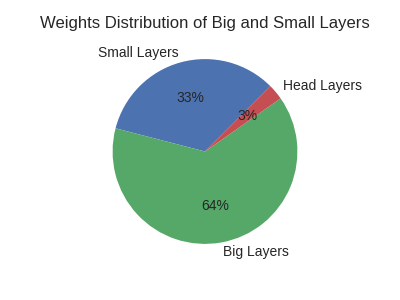 Weights Distribution of Big and Small Layers
Small Layers
Head Layers
33%
3%
64%
Big Layers